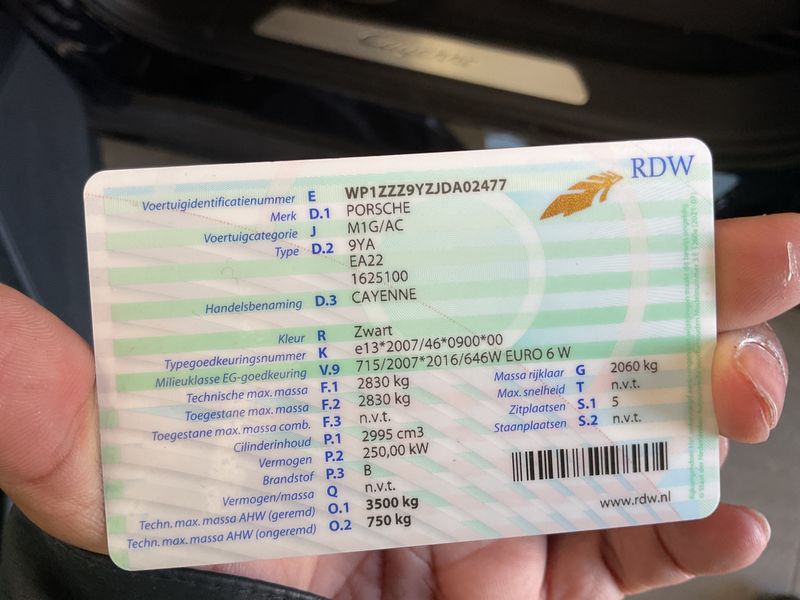 Cayenne
RDW
Voertuigidentificatienummer E WP1ZZZ9YZJDA02477
Merk D.1 PORSCHE
Voertuigcategorie J M1G/AC
Type D.2 9YA
EA22
1625100
Handelsbenaming D.3 CAYENNE
Kleur R Zwart
Typegoedkeuringsnummer K e13*2007/46*0900*00
Milieuklasse EG-goedkeuring V.9 715/2007*2016/646W EURO 6 W
Technische max. massa F.1 2830 kg
Toegestane max. massa F.2 2830 kg
Toegestane max. massa comb. F.3 n.v.t.
Cilinderinhoud P.1 2995 cm3
Vermogen P.2 250,00 kW
Brandstof P.3 B
Vermogen/massa Q n.v.t.
Techn. max. massa AHW (geremd) O.1 3500 kg
Techn. max. massa AHW (ongeremd) O.2 750 kg
Massa rijklaar G 2060 kg
Max. snelheid T n.v.t.
Zitplaatsen S.1 5
Staanplaatsen S.2 n.v.t.
www.rdw.nl